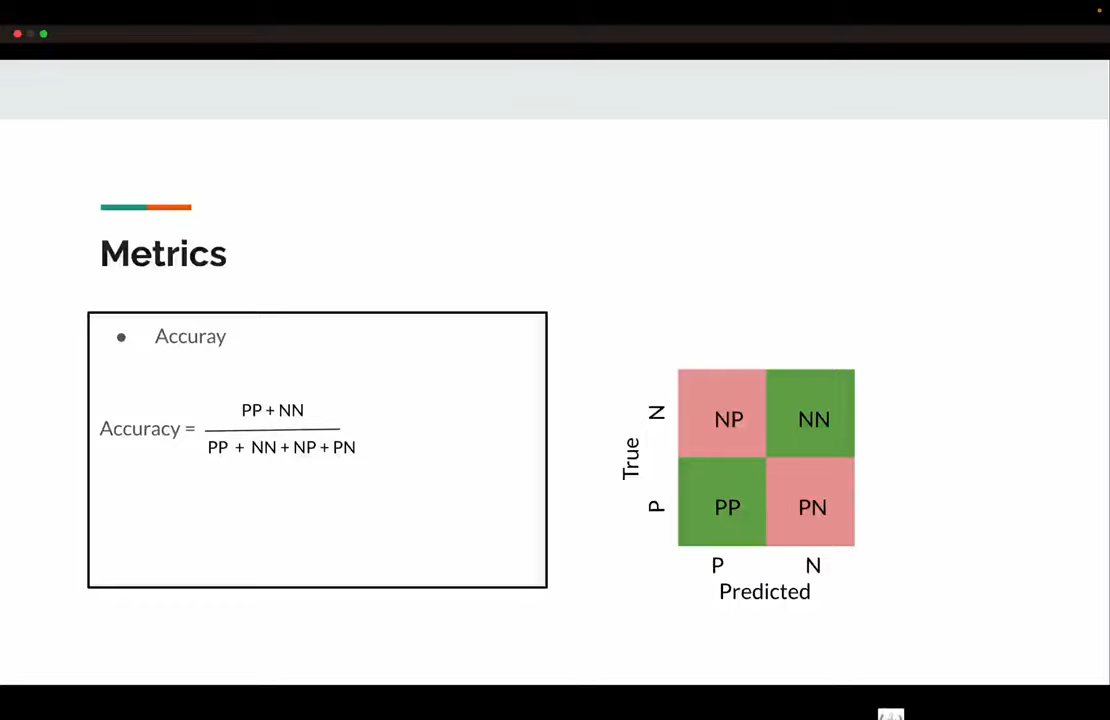 Metrics
● Accuray
Accuracy =
PP + NN
PP + NN + NP + PN
True
N
NP
NN
P
PP
PN
P
N
Predicted